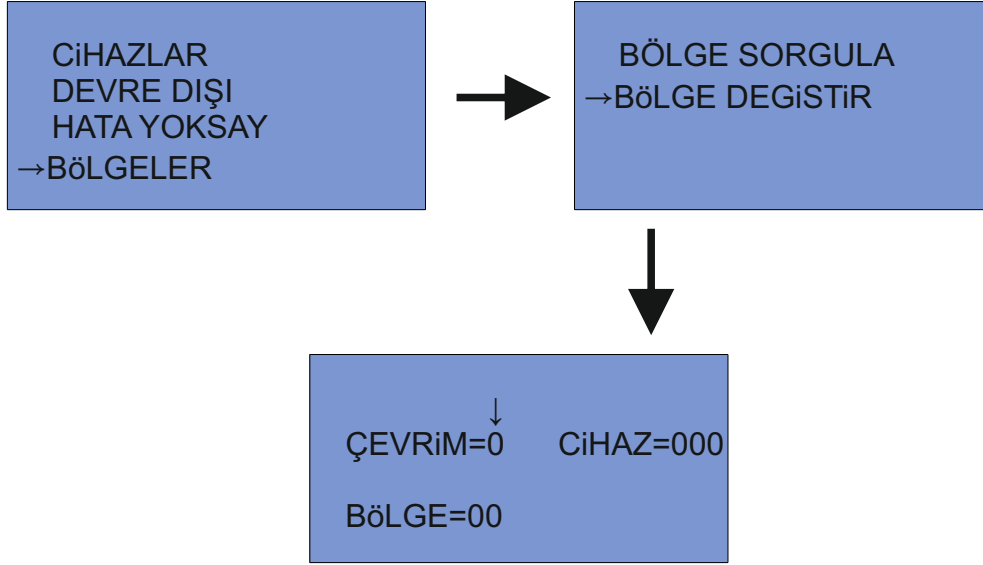 CiHAZLAR
DEVRE DIŞI
HATA YOKSAY
→BöLGELER
BÖLGE SORGULA
→BöLGE DEGiSTiR
↓
ÇEVRiM=0 CiHAZ=000
BöLGE=00